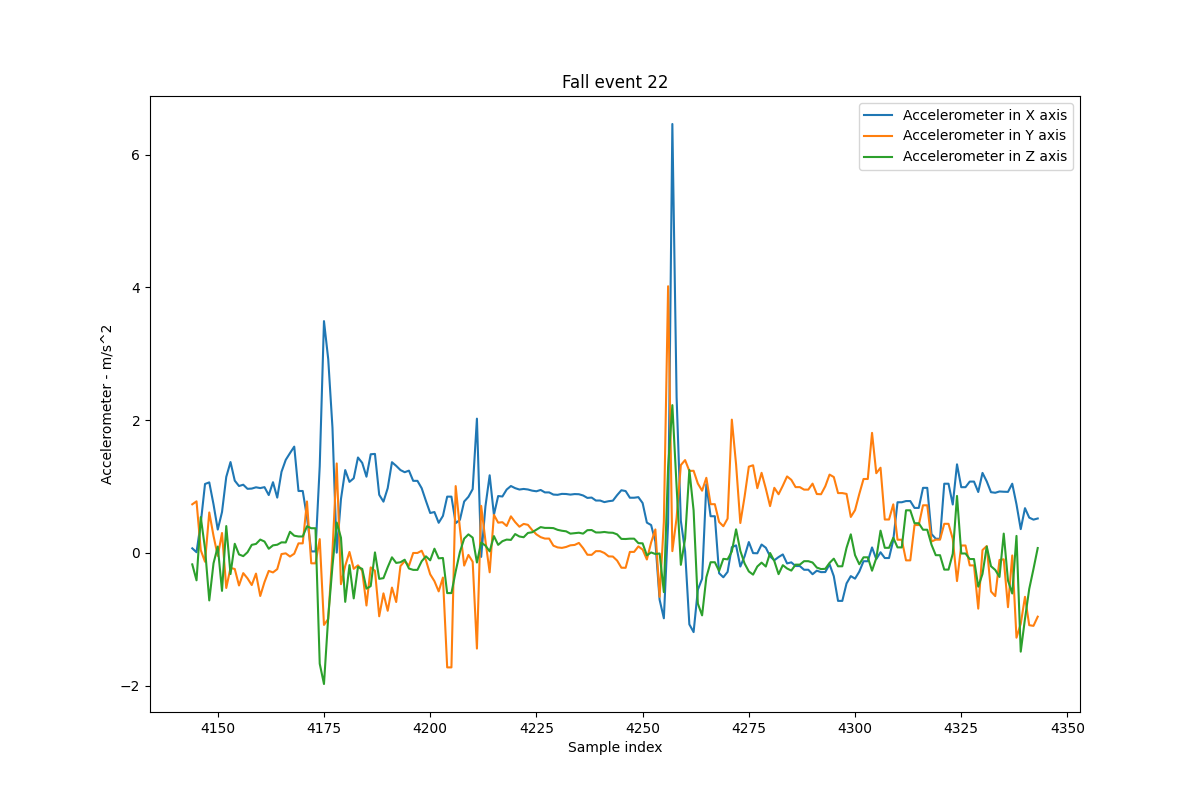 Fall event 22
Accelerometer in X axis
Accelerometer in Y axis
Accelerometer in Z axis
Accelerometer - m/s^2
6
4
2
0
−2
4150 4175 4200 4225 4250 4275 4300 4325 4350
Sample index